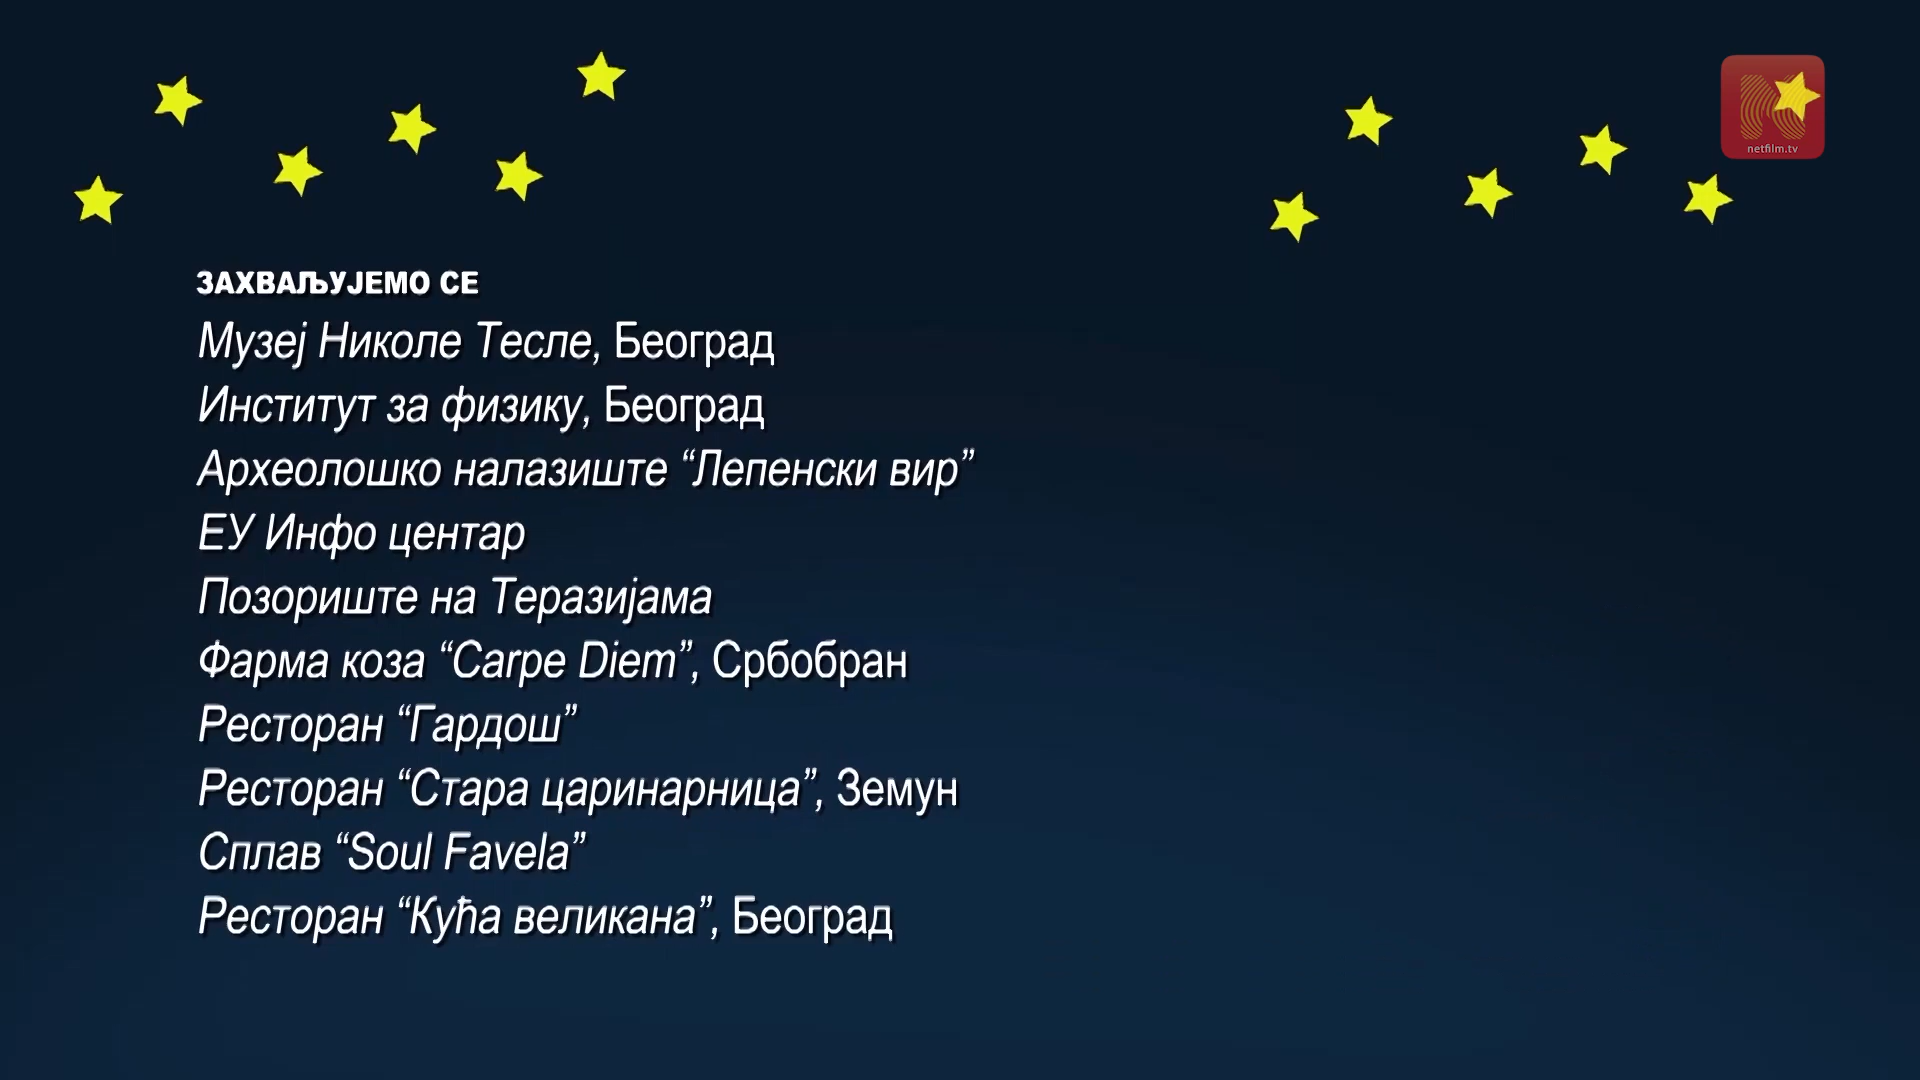 netfilm.tv
ЗАХВАЉУЈЕМО СЕ
Музеј Николе Тесле, Београд
Институт за физику, Београд
Археолошко налазиште “Лепенски вир”
ЕУ Инфо центар
Позориште на Теразијама
Фарма коза “Carpe Diem”, Србобран
Ресторан “Гардош”
Ресторан “Стара царинарница”, Земун
Сплав “Soul Favela”
Ресторан “Кућа великана”, Београд